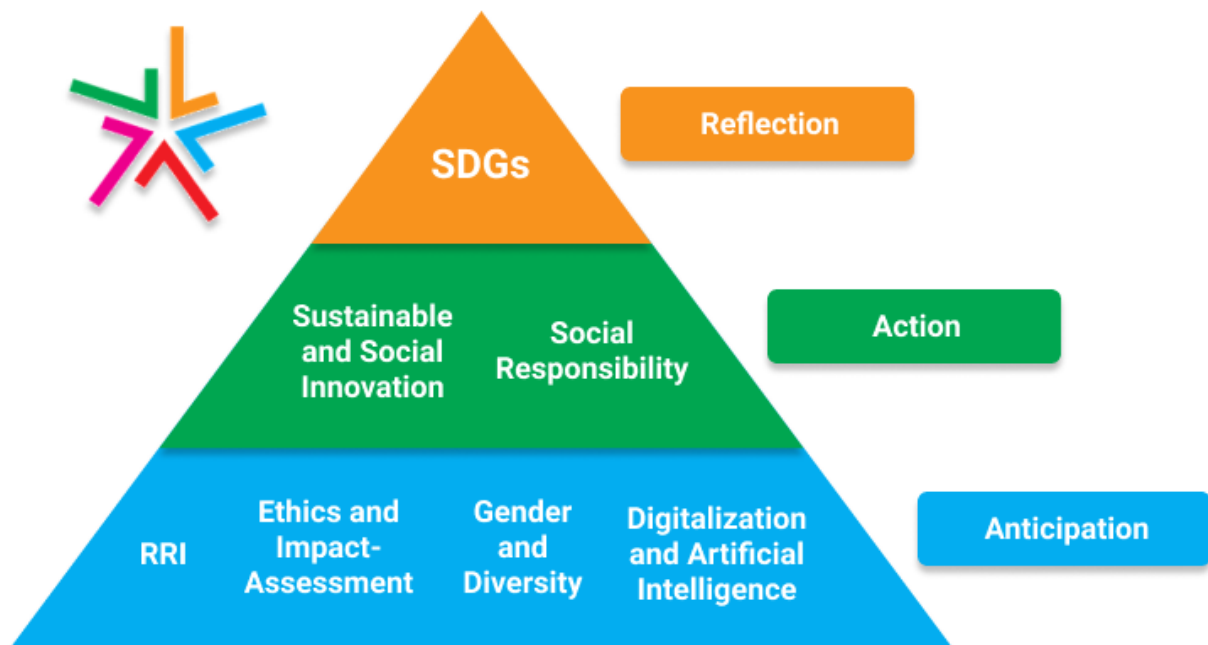 SDGs
Reflection
Sustainable
and Social
Innovation
Social
Responsibility
Action
RRI
Ethics and
Impact-
Assessment
Gender
and
Diversity
Digitalization
and Artificial
Intelligence
Anticipation